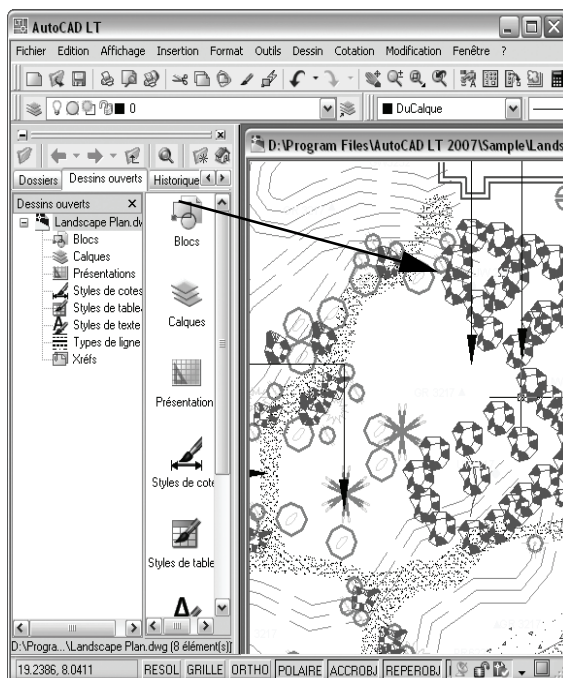 AutoCAD LT
Fichier Edition Affichage Insertion Format Outils Dessin Cotation Modification Fenêtre ?
0 DuCalque
D:\Program Files\AutoCAD LT 2007\Sample\Lands
Dossiers Dessins ouverts Historique
Dessins ouverts
Landscape Plan.dw
Blocs
Calques
Présentations
Styles de cotes
Styles de table
Styles de texte
Types de ligne
Xréfs
Blocs
Calques
Présentation
Styles de cote
Styles de table
D:\Progra...\Landscape Plan.dwg (8 élément(s))
19.2386, 8.0411 RESOL GRILLE ORTHO POLAIRE ACCROBJ REPEROBJ